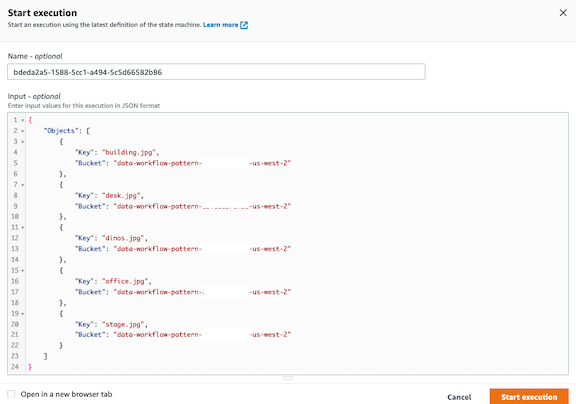 Start execution
Start an execution using the latest definition of the state machine. Learn more
Name - optional
bdeda2a5-1588-5cc1-a494-5c5d66582b86
Input - optional
Enter input values for this execution in JSON format
1 {
2 "Objects": [
3 {
4 "Key": "building.jpg",
5 "Bucket": "data-workflow-pattern- -us-west-2"
6 },
7 {
8 "Key": "desk.jpg",
9 "Bucket": "data-workflow-pattern- -us-west-2"
10 },
11 {
12 "Key": "dinos.jpg",
13 "Bucket": "data-workflow-pattern- -us-west-2"
14 },
15 {
16 "Key": "office.jpg",
17 "Bucket": "data-workflow-pattern- -us-west-2"
18 },
19 {
20 "Key": "stage.jpg",
21 "Bucket": "data-workflow-pattern- -us-west-2"
22 }
23 ]
24 }
Open in a new browser tab
Cancel
Start execution